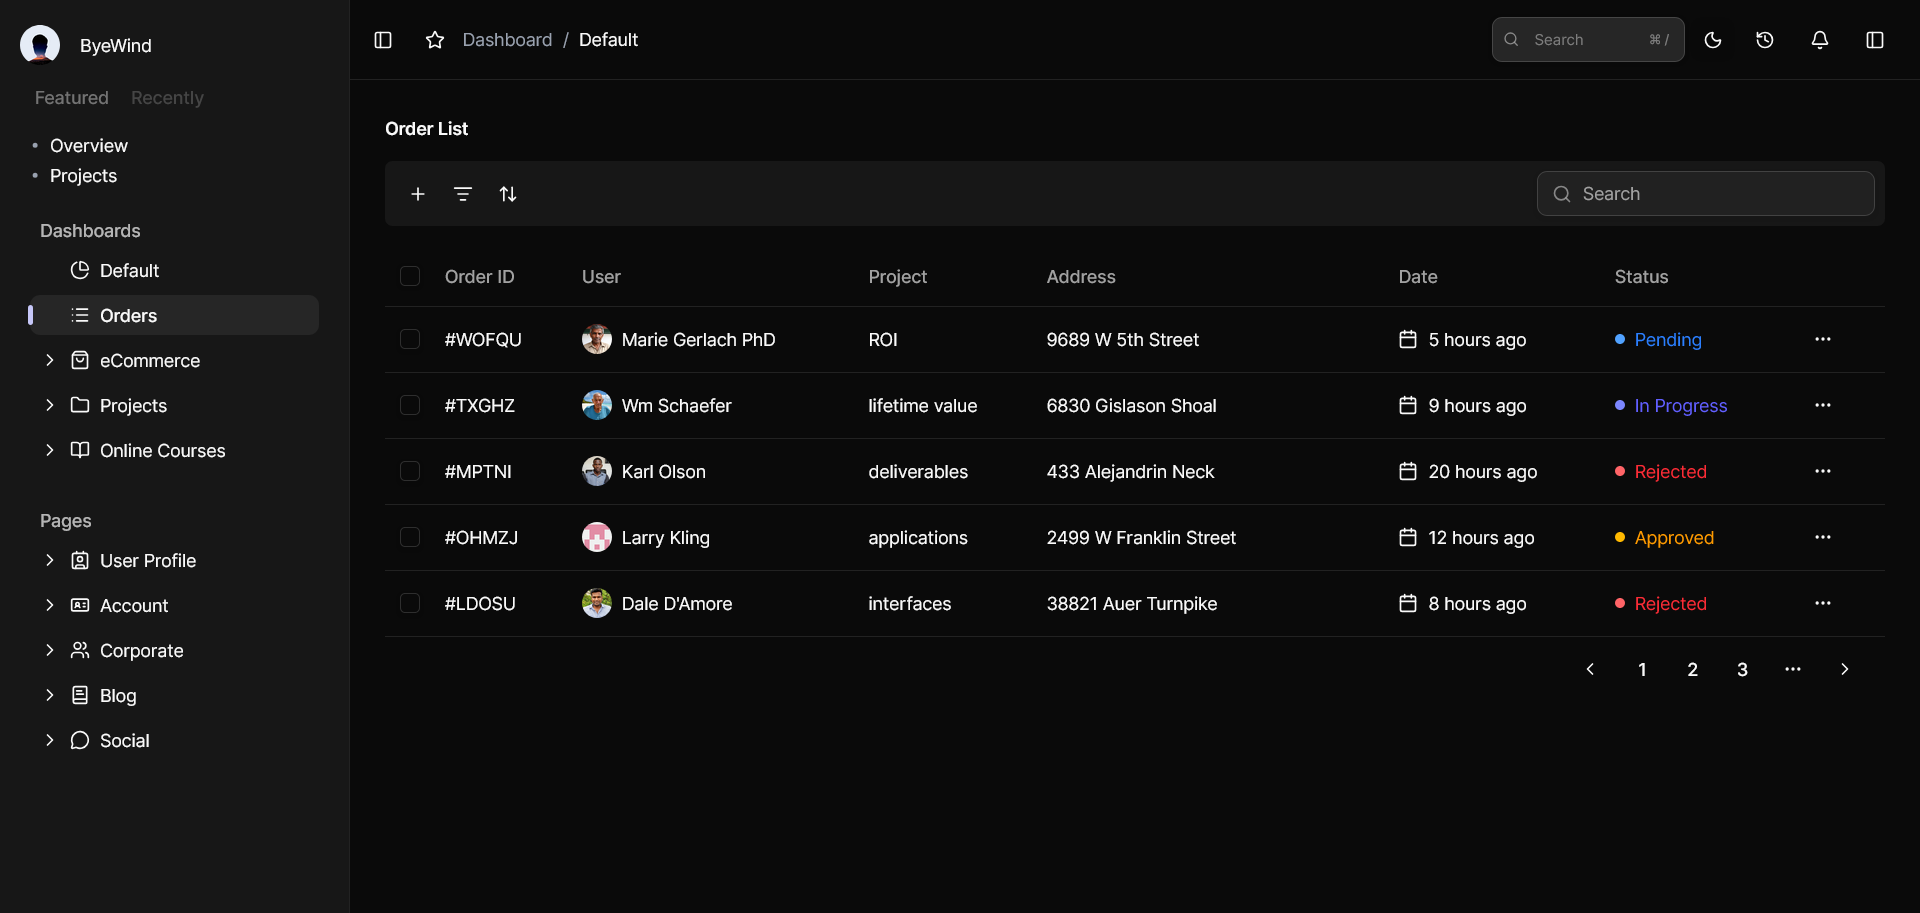 ByeWind
Featured Recently
Overview
Projects
Dashboards
Default
Orders
eCommerce
Projects
Online Courses
Pages
User Profile
Account
Corporate
Blog
Social
Dashboard / Default
Search ⌘ /
Order List
Search
Order ID User Project Address Date Status
#WOFQU Marie Gerlach PhD ROI 9689 W 5th Street 5 hours ago Pending
#TXGHZ Wm Schaefer lifetime value 6830 Gislason Shoal 9 hours ago In Progress
#MPTNI Karl Olson deliverables 433 Alejandrin Neck 20 hours ago Rejected
#OHMZJ Larry Kling applications 2499 W Franklin Street 12 hours ago Approved
#LDOSU Dale D'Amore interfaces 38821 Auer Turnpike 8 hours ago Rejected
1 2 3